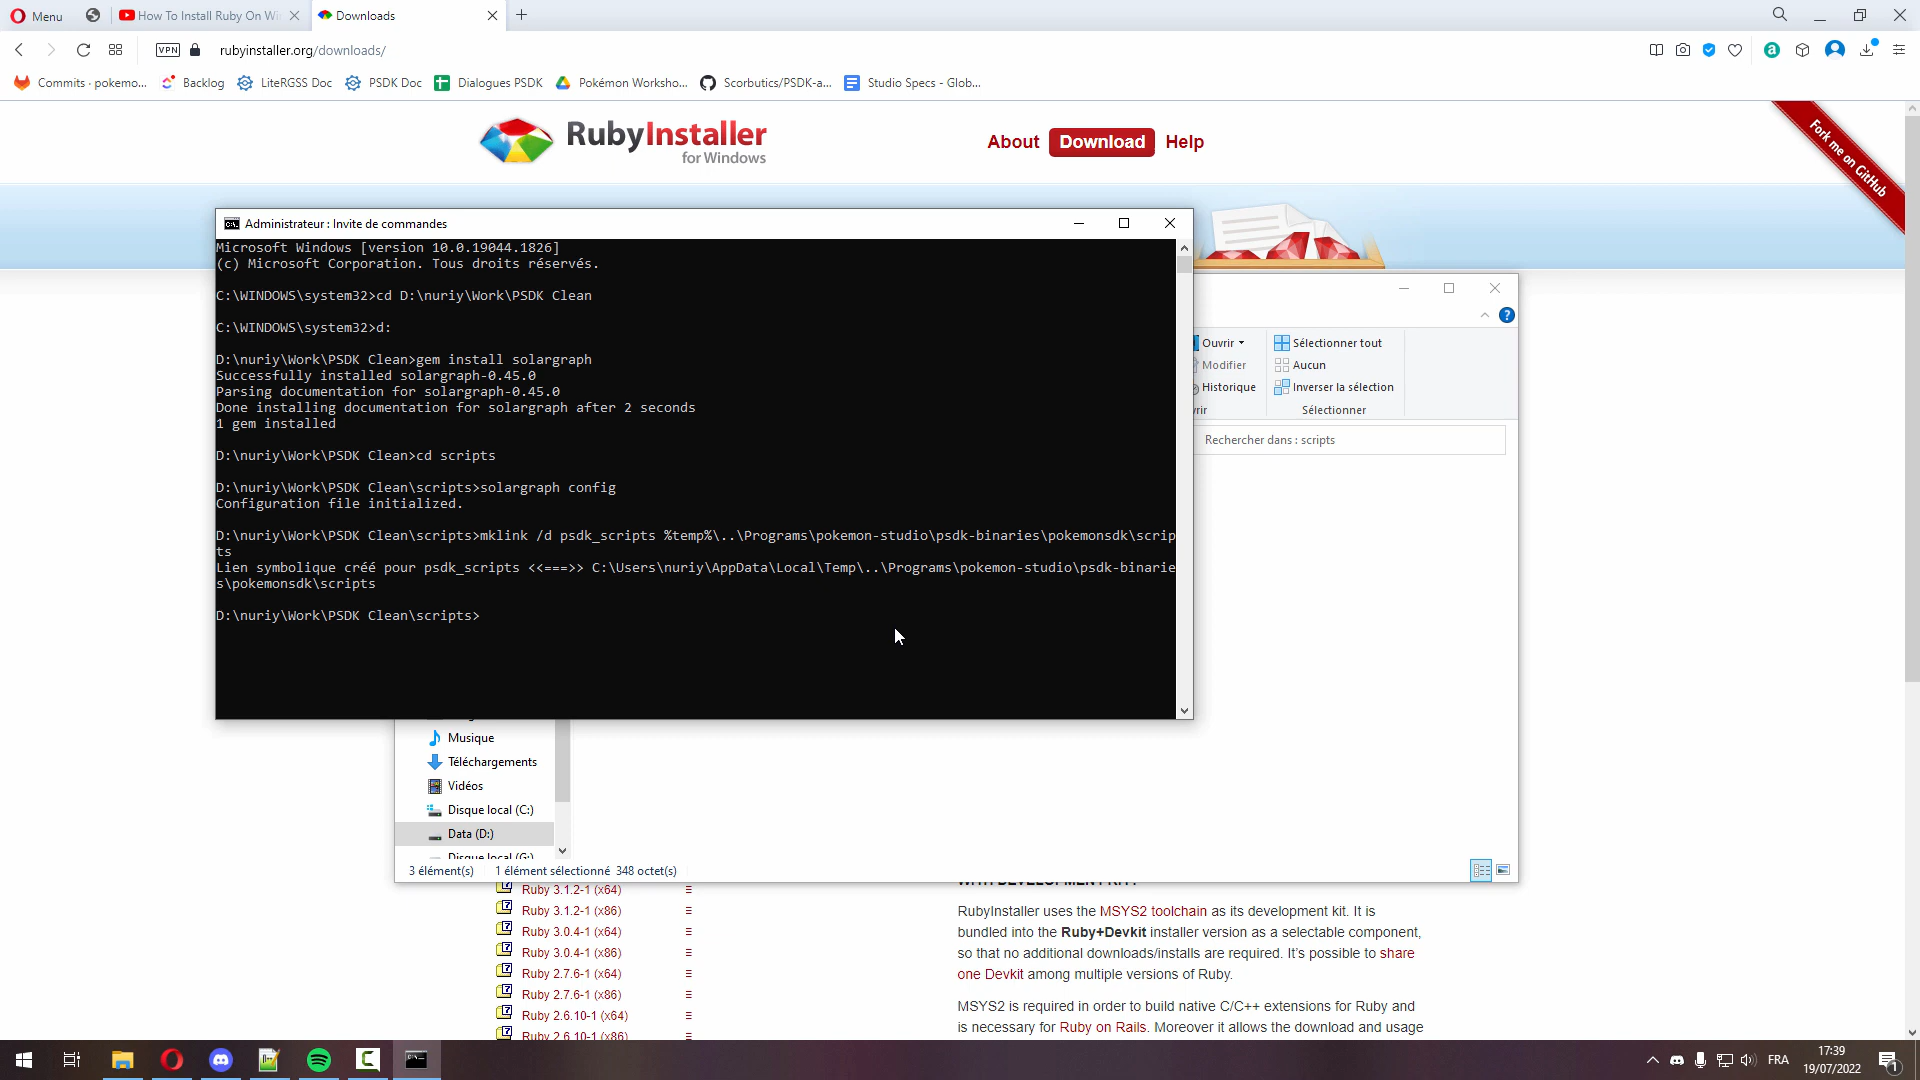 Menu
How To Install Ruby On Wi
Downloads
VPN
rubyinstaller.org/downloads/
Commits · pokemo...
Backlog
LiteRGSS Doc
PSDK Doc
Dialogues PSDK
Pokémon Worksho...
Scorbutics/PSDK-a...
Studio Specs - Glob...
RubyInstaller
for Windows
About
Download
Help
Fork me on GitHub
Administrateur : Invite de commandes
Microsoft Windows [version 10.0.19044.1826]
(c) Microsoft Corporation. Tous droits réservés.
C:\WINDOWS\system32>cd D:\nuriy\Work\PSDK Clean
C:\WINDOWS\system32>d:
D:\nuriy\Work\PSDK Clean>gem install solargraph
Successfully installed solargraph-0.45.0
Parsing documentation for solargraph-0.45.0
Done installing documentation for solargraph after 2 seconds
1 gem installed
D:\nuriy\Work\PSDK Clean>cd scripts
D:\nuriy\Work\PSDK Clean\scripts>solargraph config
Configuration file initialized.
D:\nuriy\Work\PSDK Clean\scripts>mklink /d psdk_scripts %temp%\..\Programs\pokemon-studio\psdk-binaries\pokemonsdk\scrip
ts
Lien symbolique créé pour psdk_scripts <<===>> C:\Users\nuriy\AppData\Local\Temp\..\Programs\pokemon-studio\psdk-binarie
s\pokemonsdk\scripts
D:\nuriy\Work\PSDK Clean\scripts>
Ouvrir
Modifier
Historique
rir
Sélectionner tout
Aucun
Inverser la sélection
Sélectionner
Rechercher dans : scripts
Musique
Téléchargements
Vidéos
Disque local (C:)
Data (D:)
Disque local (G:)
3 élément(s)
1 élément sélectionné 348 octet(s)
Ruby 3.1.2-1 (x64)
Ruby 3.1.2-1 (x86)
Ruby 3.0.4-1 (x64)
Ruby 3.0.4-1 (x86)
Ruby 2.7.6-1 (x64)
Ruby 2.7.6-1 (x86)
Ruby 2.6.10-1 (x64)
Ruby 2.6.10-1 (x86)
WITH DEVELOPMENT KIT?
RubyInstaller uses the MSYS2 toolchain as its development kit. It is
bundled into the Ruby+Devkit installer version as a selectable component,
so that no additional downloads/installs are required. It's possible to share
one Devkit among multiple versions of Ruby.
MSYS2 is required in order to build native C/C++ extensions for Ruby and
is necessary for Ruby on Rails. Moreover it allows the download and usage
FRA
17:39
19/07/2022
1